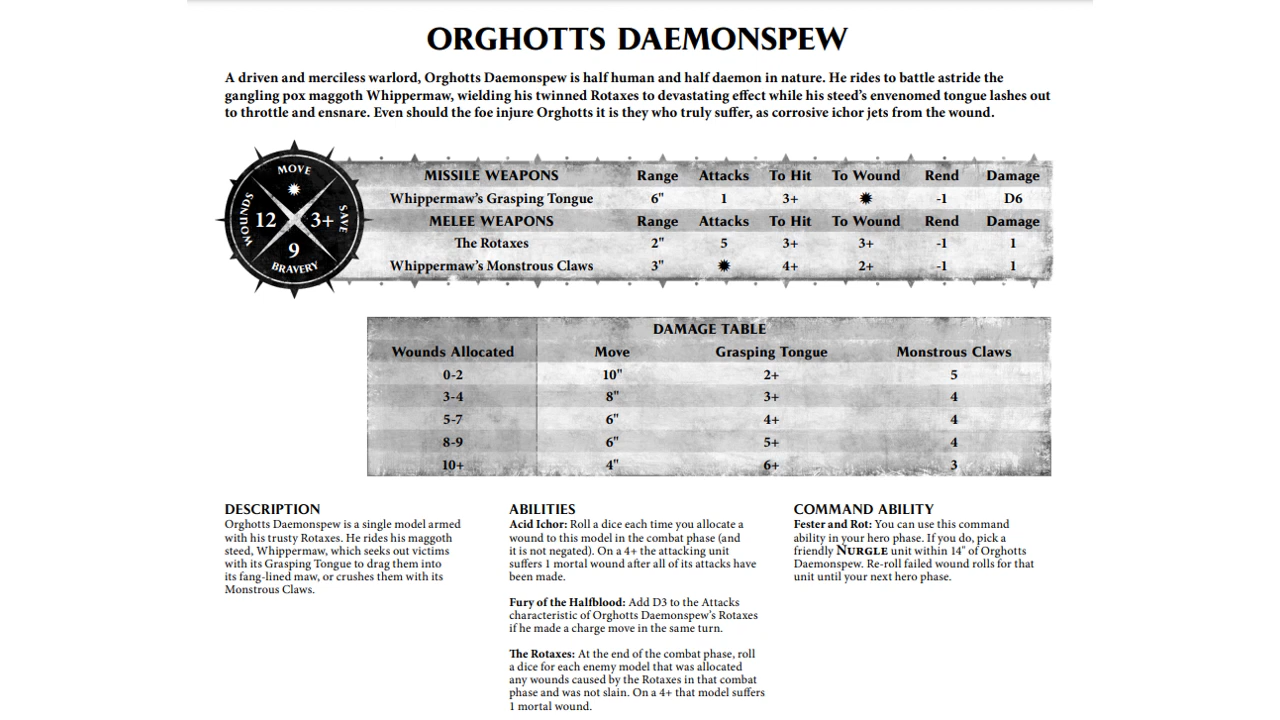 ORGHOTTS DAEMONSPEW
A driven and merciless warlord, Orghotts Daemonspew is half human and half daemon in nature. He rides to battle astride the
gangling pox maggoth Whippermaw, wielding his twinned Rotaxes to devastating effect while his steed's envenomed tongue lashes out
to throttle and ensnare. Even should the foe injure Orghotts it is they who truly suffer, as corrosive ichor jets from the wound.
MOVE
✹
WOUNDS 12 3+ SAVE
9
BRAVERY
MISSILE WEAPONS Range Attacks To Hit To Wound Rend Damage
Whippermaw's Grasping Tongue 6" 1 3+ ✹ -1 D6
MELEE WEAPONS Range Attacks To Hit To Wound Rend Damage
The Rotaxes 2" 5 3+ 3+ -1 1
Whippermaw's Monstrous Claws 3" ✹ 4+ 2+ -1 1
DAMAGE TABLE
Wounds Allocated Move Grasping Tongue Monstrous Claws
0-2 10" 2+ 5
3-4 8" 3+ 4
5-7 6" 4+ 4
8-9 6" 5+ 4
10+ 4" 6+ 3
DESCRIPTION
Orghotts Daemonspew is a single model armed
with his trusty Rotaxes. He rides his maggoth
steed, Whippermaw, which seeks out victims
with its Grasping Tongue to drag them into
its fang-lined maw, or crushes them with its
Monstrous Claws.
ABILITIES
Acid Ichor: Roll a dice each time you allocate a
wound to this model in the combat phase (and
it is not negated). On a 4+ the attacking unit
suffers 1 mortal wound after all of its attacks have
been made.
Fury of the Halfblood: Add D3 to the Attacks
characteristic of Orghotts Daemonspew's Rotaxes
if he made a charge move in the same turn.
The Rotaxes: At the end of the combat phase, roll
a dice for each enemy model that was allocated
any wounds caused by the Rotaxes in that combat
phase and was not slain. On a 4+ that model suffers
1 mortal wound.
COMMAND ABILITY
Fester and Rot: You can use this command
ability in your hero phase. If you do, pick a
friendly NURGLE unit within 14" of Orghotts
Daemonspew. Re-roll failed wound rolls for that
unit until your next hero phase.